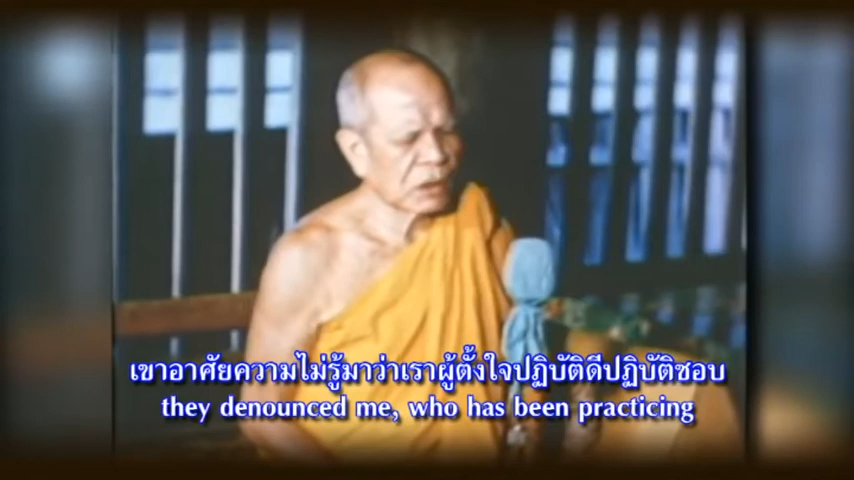 เขาอาศัยความไม่รู้มาว่าเราผู้ตั้งใจปฏิบัติดีปฏิบัติชอบ
they denounced me, who has been practicing